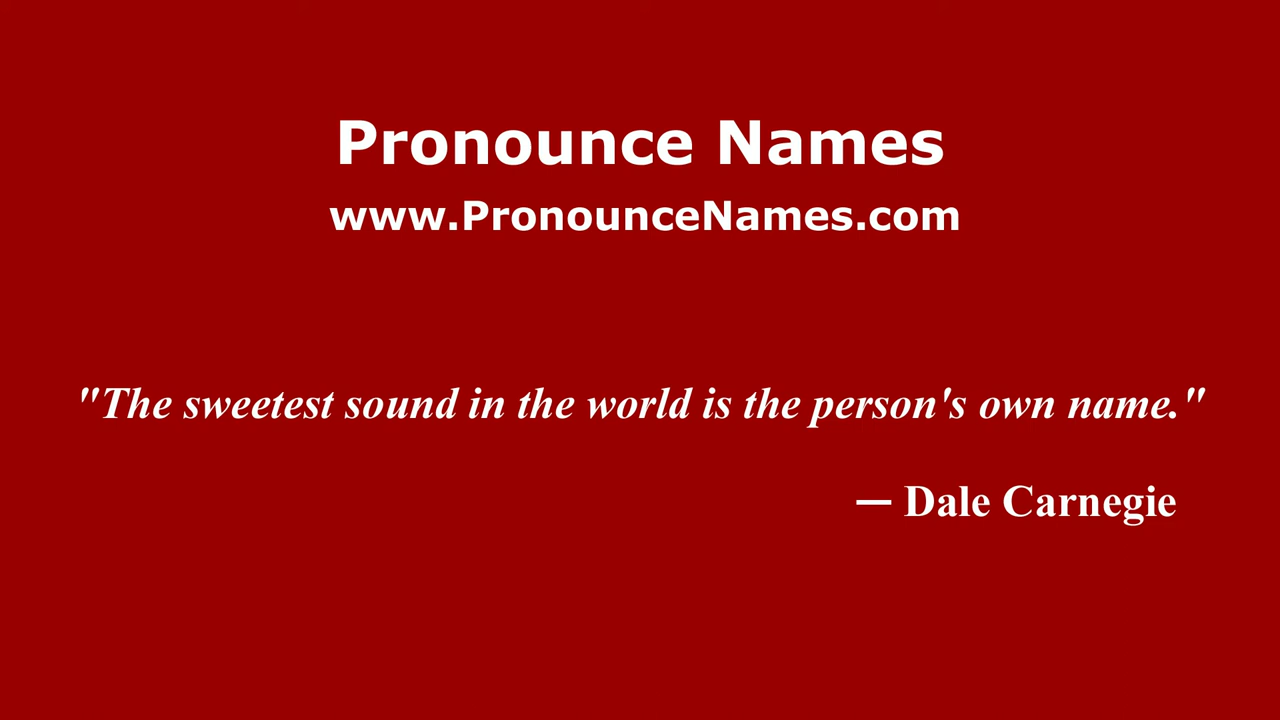 Pronounce Names
www.PronounceNames.com
"The sweetest sound in the world is the person's own name."
— Dale Carnegie